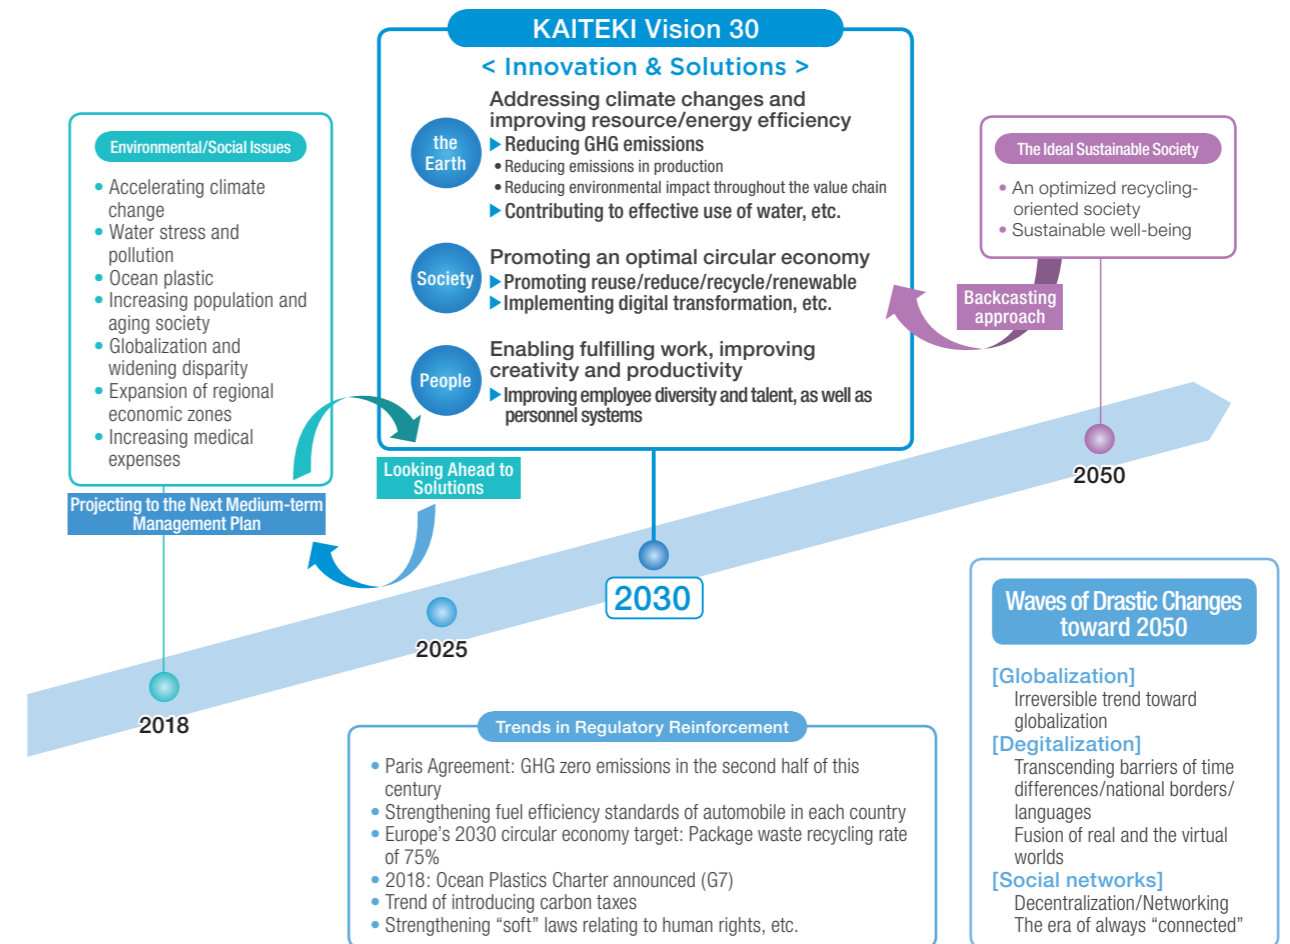 KAITEKI Vision 30
< Innovation & Solutions >
the
Earth
Addressing climate changes and
improving resource/energy efficiency
▶Reducing GHG emissions
• Reducing emissions in production
• Reducing environmental impact throughout the value chain
▶Contributing to effective use of water, etc.
Society
Promoting an optimal circular economy
▶Promoting reuse/reduce/recycle/renewable
▶Implementing digital transformation, etc.
People
Enabling fulfilling work, improving
creativity and productivity
▶Improving employee diversity and talent, as well as
personnel systems
Environmental/Social Issues
• Accelerating climate
change
• Water stress and
pollution
• Ocean plastic
• Increasing population and
aging society
• Globalization and
widening disparity
• Expansion of regional
economic zones
• Increasing medical
expenses
Projecting to the Next Medium-term
Management Plan
Looking Ahead to
Solutions
The Ideal Sustainable Society
• An optimized recycling-
oriented society
• Sustainable well-being
Backcasting
approach
2018
2025
2030
2050
Trends in Regulatory Reinforcement
• Paris Agreement: GHG zero emissions in the second half of this
century
• Strengthening fuel efficiency standards of automobile in each country
• Europe's 2030 circular economy target: Package waste recycling rate
of 75%
• 2018: Ocean Plastics Charter announced (G7)
• Trend of introducing carbon taxes
• Strengthening “soft” laws relating to human rights, etc.
Waves of Drastic Changes
toward 2050
[Globalization]
Irreversible trend toward
globalization
[Degitalization]
Transcending barriers of time
differences/national borders/
languages
Fusion of real and the virtual
worlds
[Social networks]
Decentralization/Networking
The era of always “connected”